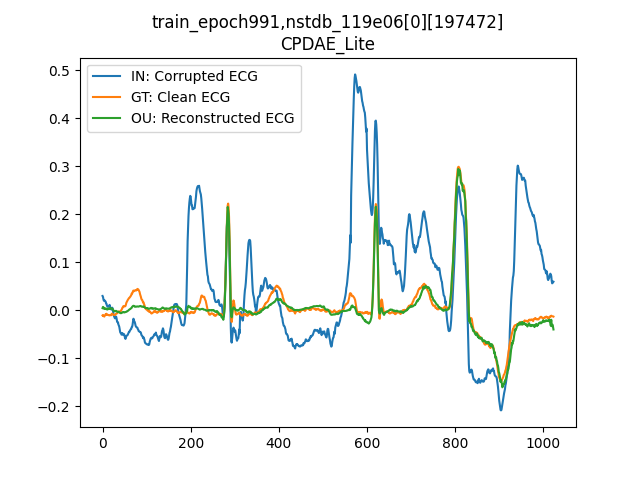 train_epoch991,nstdb_119e06[0][197472]
CPDAE_Lite
IN: Corrupted ECG
GT: Clean ECG
OU: Reconstructed ECG
0.5
0.4
0.3
0.2
0.1
0.0
−0.1
−0.2
0 200 400 600 800 1000